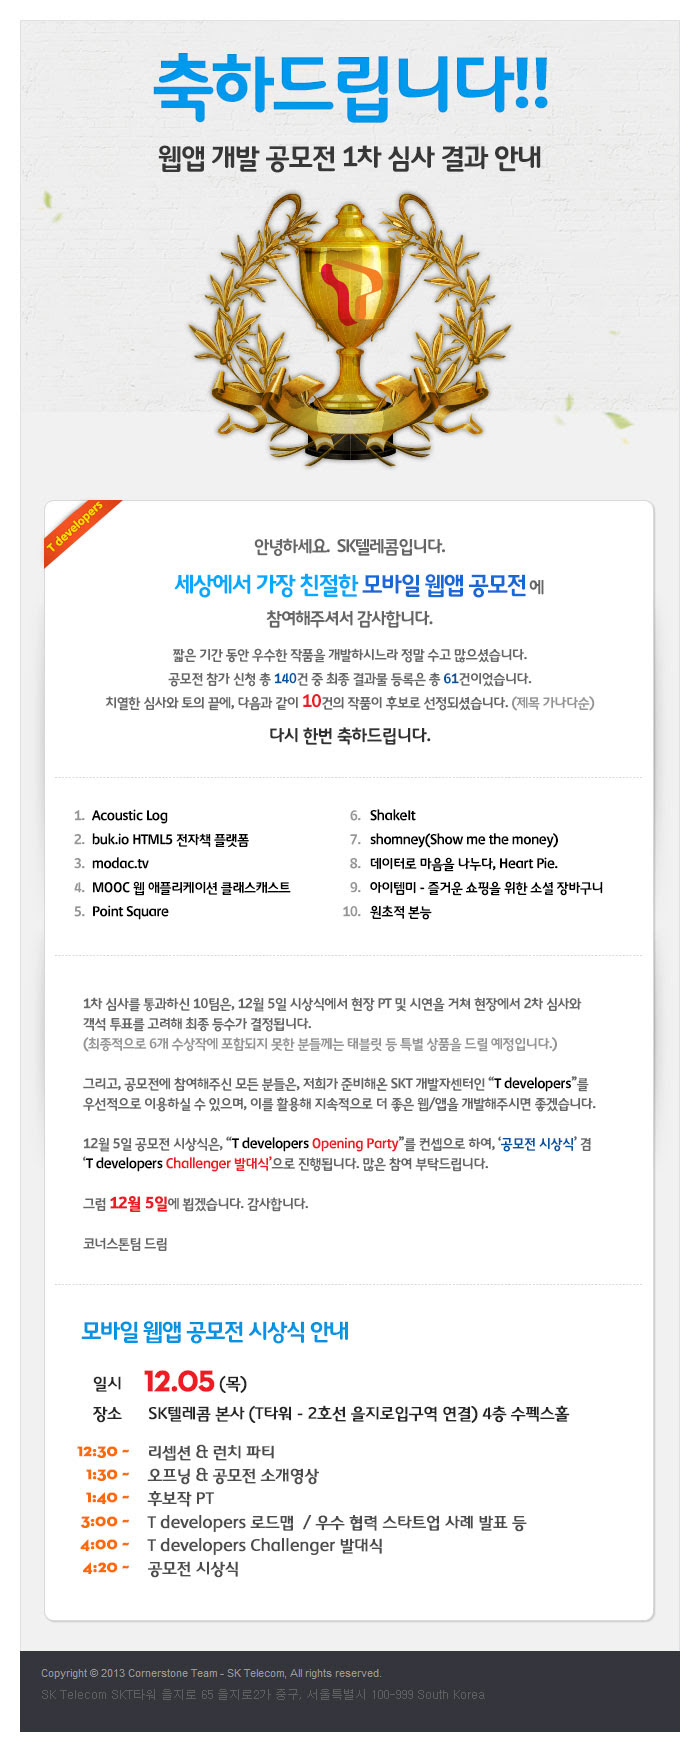 축하드립니다!!
웹앱 개발 공모전 1차 심사 결과 안내
T developers
안녕하세요. SK텔레콤입니다.
세상에서 가장 친절한 모바일 웹앱 공모전에
참여해주셔서 감사합니다.
짧은 기간 동안 우수한 작품을 개발하시느라 정말 수고 많으셨습니다.
공모전 참가 신청 총 140건 중 최종 결과물 등록은 총 61건이었습니다.
치열한 심사와 토의 끝에, 다음과 같이 10건의 작품이 후보로 선정되셨습니다. (제목 가나다순)
다시 한번 축하드립니다.
1. Acoustic Log
2. buk.io HTML5 전자책 플랫폼
3. modac.tv
4. MOOC 웹 애플리케이션 클래스캐스트
5. Point Square
6. ShakeIt
7. shomney(Show me the money)
8. 데이터로 마음을 나누다, Heart Pie.
9. 아이템미 - 즐거운 쇼핑을 위한 소셜 장바구니
10. 원초적 본능
1차 심사를 통과하신 10팀은, 12월 5일 시상식에서 현장 PT 및 시연을 거쳐 현장에서 2차 심사와
객석 투표를 고려해 최종 등수가 결정됩니다.
(최종적으로 6개 수상작에 포함되지 못한 분들께는 태블릿 등 특별 상품을 드릴 예정입니다.)
그리고, 공모전에 참여해주신 모든 분들은, 저희가 준비해온 SKT 개발자센터인 “T developers”를
우선적으로 이용하실 수 있으며, 이를 활용해 지속적으로 더 좋은 웹/앱을 개발해주시면 좋겠습니다.
12월 5일 공모전 시상식은, “T developers Opening Party”를 컨셉으로 하여, ‘공모전 시상식’ 겸
‘T developers Challenger 발대식’으로 진행됩니다. 많은 참여 부탁드립니다.
그럼 12월 5일에 뵙겠습니다. 감사합니다.
코너스톤팀 드림
모바일 웹앱 공모전 시상식 안내
일시 12.05 (목)
장소 SK텔레콤 본사 (T타워 - 2호선 을지로입구역 연결) 4층 수펙스홀
12:30 ~ 리셉션 & 런치 파티
1:30 ~ 오프닝 & 공모전 소개영상
1:40 ~ 후보작 PT
3:00 ~ T developers 로드맵 / 우수 협력 스타트업 사례 발표 등
4:00 ~ T developers Challenger 발대식
4:20 ~ 공모전 시상식
Copyright © 2013 Cornerstone Team - SK Telecom, All rights reserved.
SK Telecom SKT타워 을지로 65 을지로2가 중구, 서울특별시 100-999 South Korea